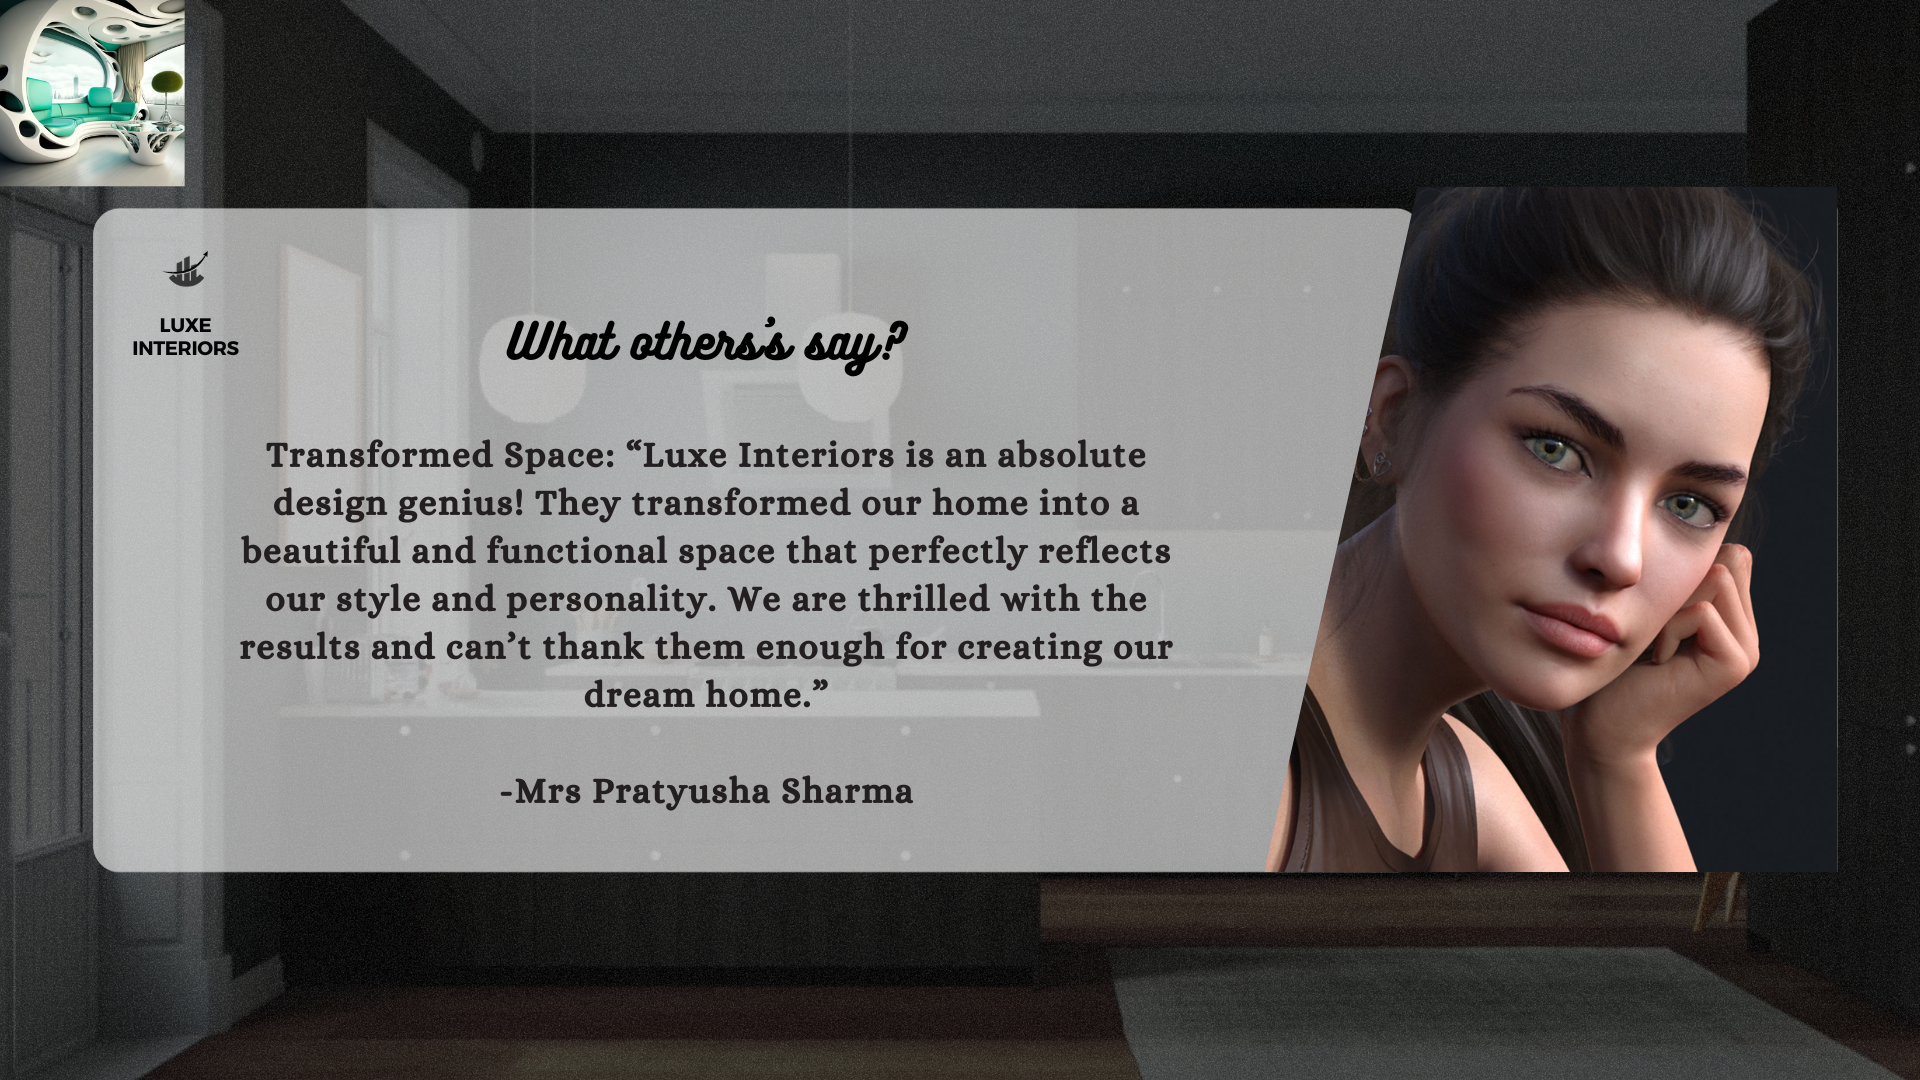 LUXE
INTERIORS
What others's say?
Transformed Space: “Luxe Interiors is an absolute
design genius! They transformed our home into a
beautiful and functional space that perfectly reflects
our style and personality. We are thrilled with the
results and can’t thank them enough for creating our
dream home.”
-Mrs Pratyusha Sharma